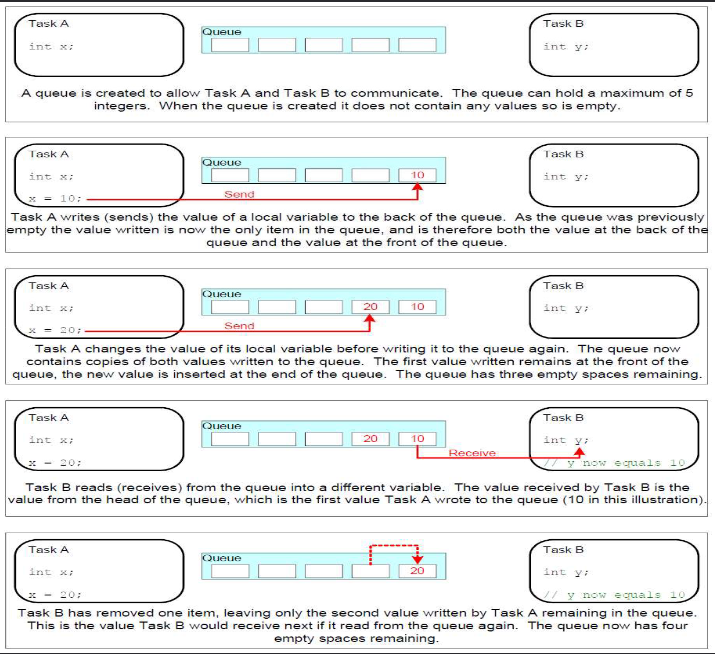 Task A
int x;
Queue
Task B
int y;
A queue is created to allow Task A and Task B to communicate. The queue can hold a maximum of 5
integers. When the queue is created it does not contain any values so is empty.
Task A
int x;
x = 10;
Queue
10
Send
Task B
int y;
Task A writes (sends) the value of a local variable to the back of the queue. As the queue was previously
empty the value written is now the only item in the queue, and is therefore both the value at the back of the
queue and the value at the front of the queue.
Task A
int x;
x = 20;
Queue
20 10
Send
Task B
int y;
Task A changes the value of its local variable before writing it to the queue again. The queue now
contains copies of both values written to the queue. The first value written remains at the front of the
queue, the new value is inserted at the end of the queue. The queue has three empty spaces remaining.
Task A
int x;
x = 20;
Queue
20 10
Receive
Task B
int y;
// y now equals 10
Task B reads (receives) from the queue into a different variable. The value received by Task B is the
value from the head of the queue, which is the first value Task A wrote to the queue (10 in this illustration).
Task A
int x;
x = 20;
Queue
20
Task B
int y;
// y now equals 10
Task B has removed one item, leaving only the second value written by Task A remaining in the queue.
This is the value Task B would receive next if it read from the queue again. The queue now has four
empty spaces remaining.